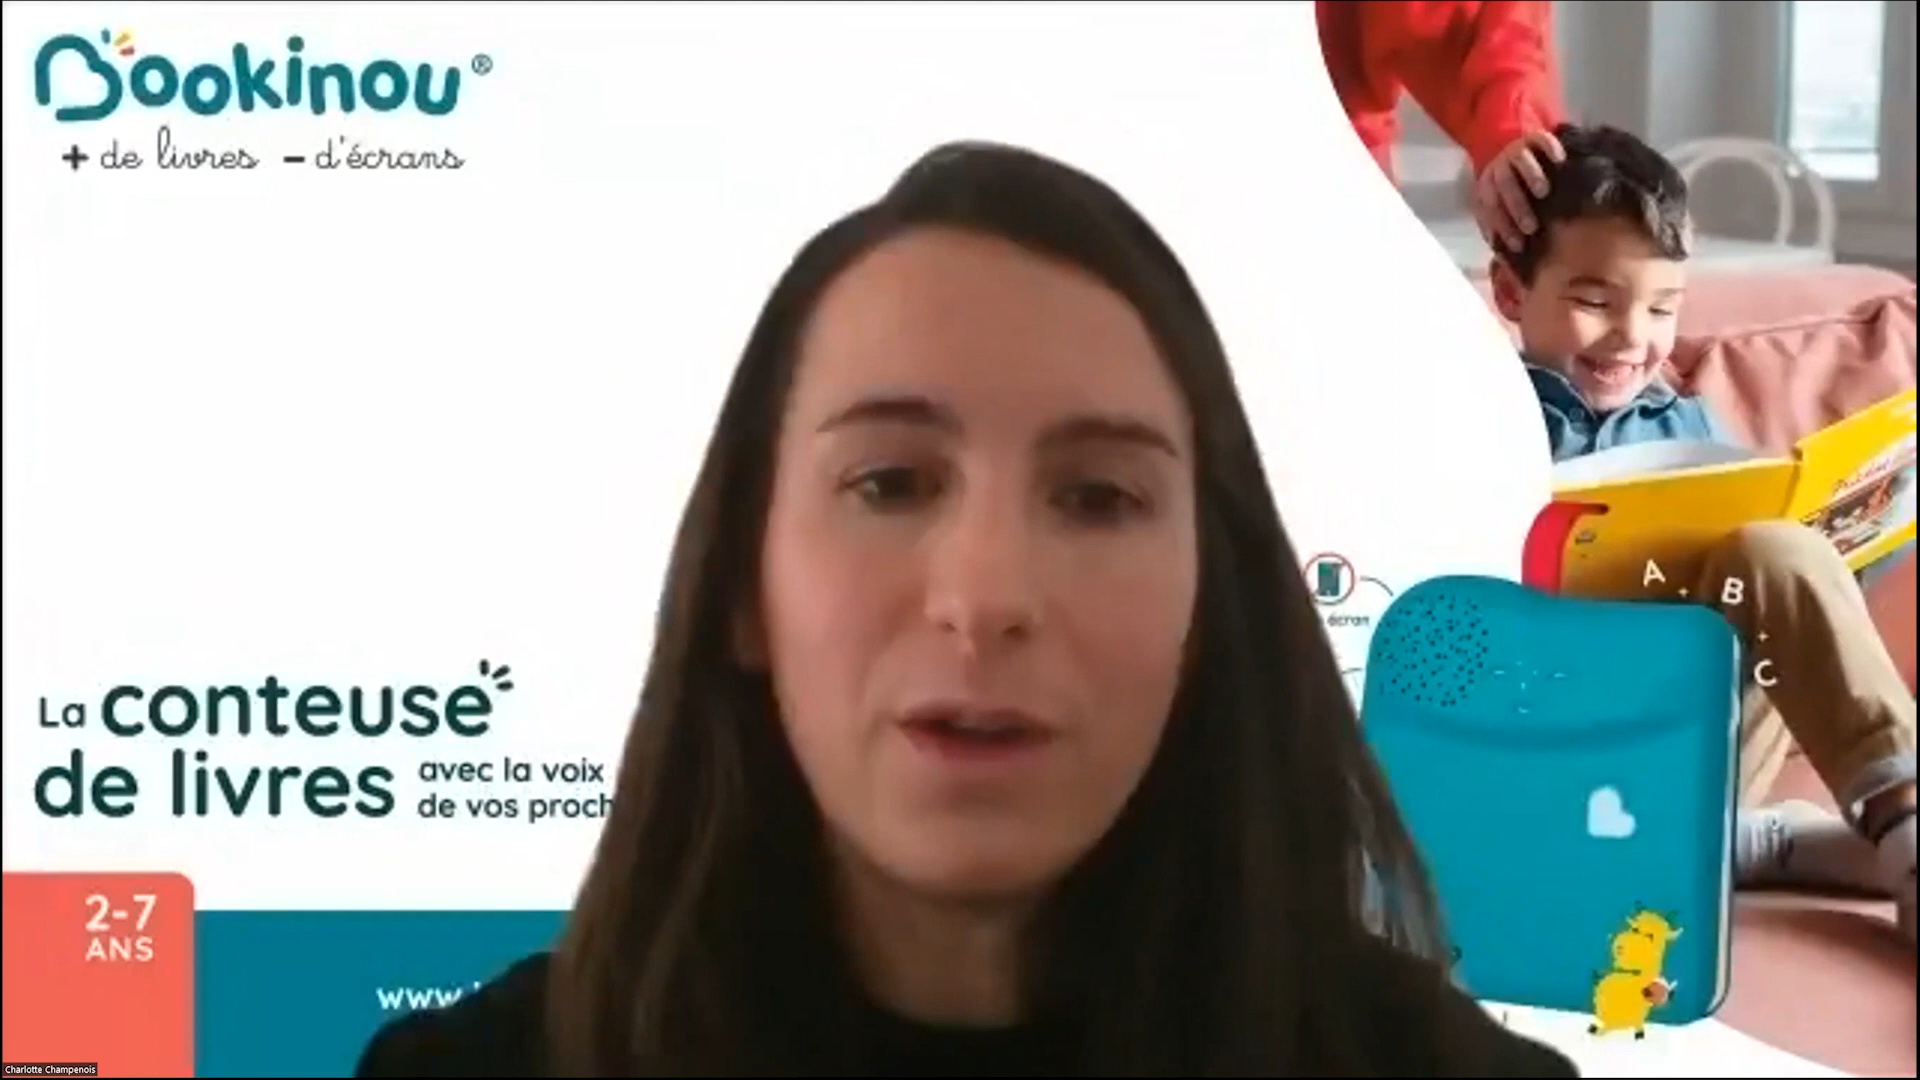 Bookinou®
+ de livres - d'écrans
La conteuse
de livres avec la voix
de vos proch
2-7
ANS
www.
écran
A
B
C
Charlotte Champenois